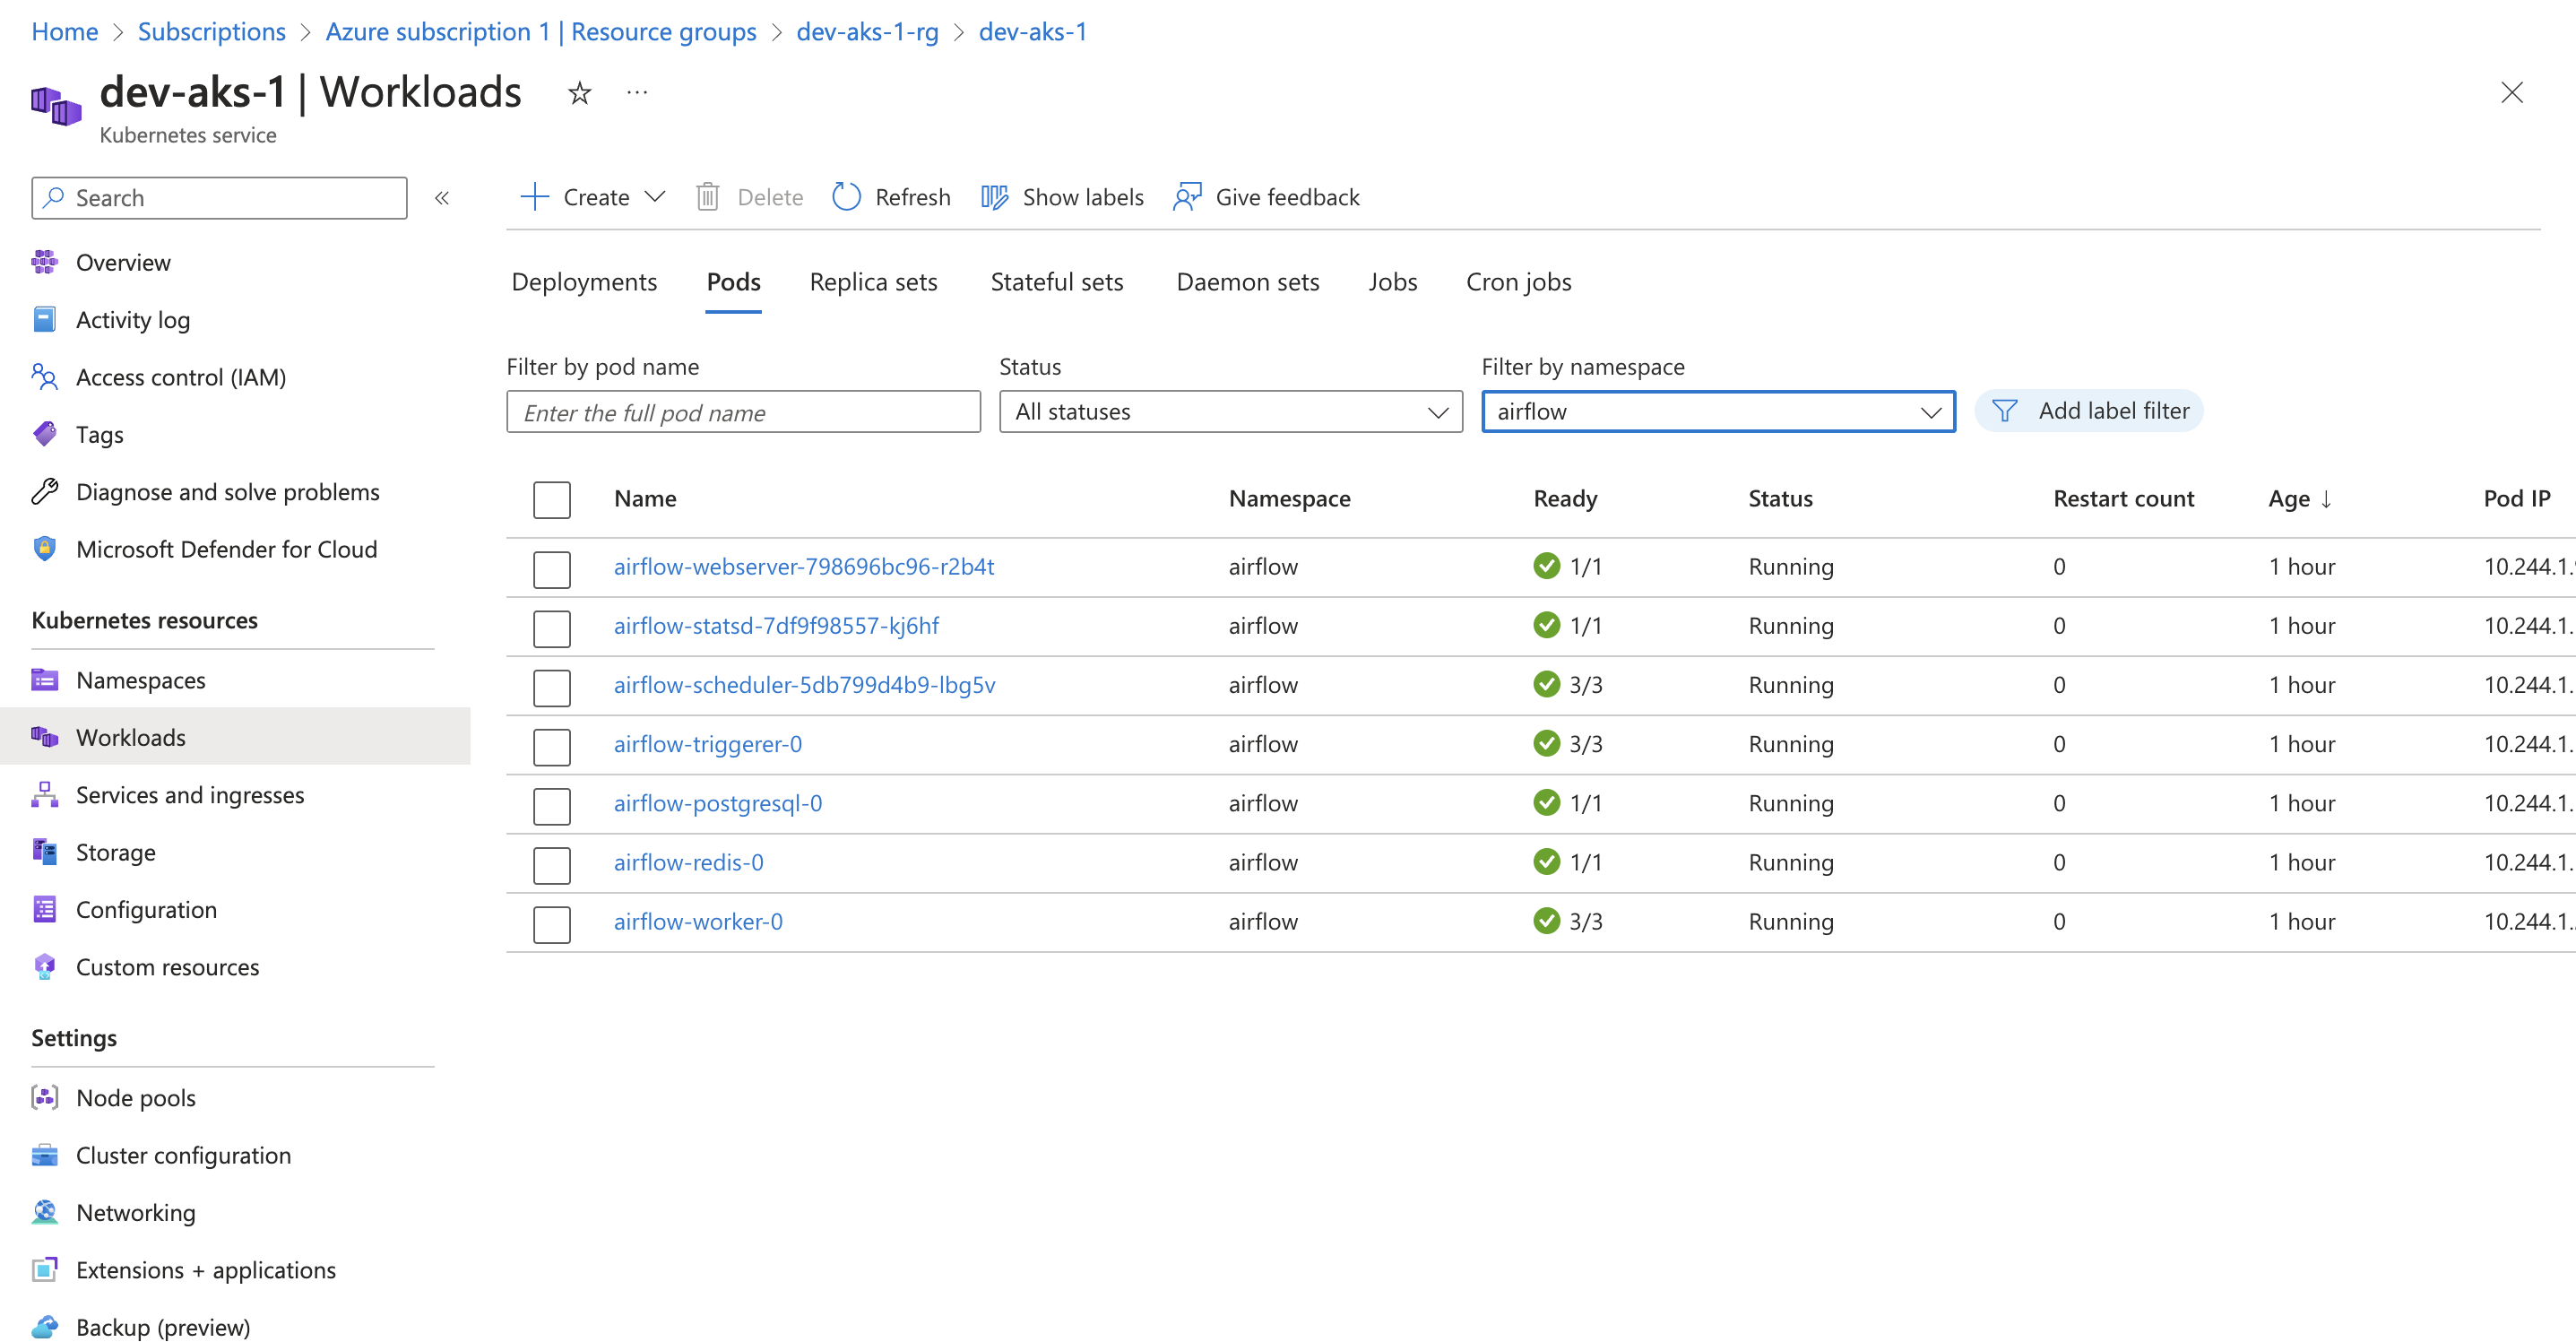 Home > Subscriptions > Azure subscription 1 | Resource groups > dev-aks-1-rg > dev-aks-1
dev-aks-1 | Workloads
Kubernetes service
Search
Overview
Activity log
Access control (IAM)
Tags
Diagnose and solve problems
Microsoft Defender for Cloud
Kubernetes resources
Namespaces
Workloads
Services and ingresses
Storage
Configuration
Custom resources
Settings
Node pools
Cluster configuration
Networking
Extensions + applications
Backup (preview)
Create Delete Refresh Show labels Give feedback
Deployments Pods Replica sets Stateful sets Daemon sets Jobs Cron jobs
Filter by pod name Status Filter by namespace
Enter the full pod name All statuses airflow Add label filter
Name Namespace Ready Status Restart count Age ↓ Pod IP
airflow-webserver-798696bc96-r2b4t airflow 1/1 Running 0 1 hour 10.244.1.
airflow-statsd-7df9f98557-kj6hf airflow 1/1 Running 0 1 hour 10.244.1.
airflow-scheduler-5db799d4b9-lbg5v airflow 3/3 Running 0 1 hour 10.244.1.
airflow-triggerer-0 airflow 3/3 Running 0 1 hour 10.244.1.
airflow-postgresql-0 airflow 1/1 Running 0 1 hour 10.244.1.
airflow-redis-0 airflow 1/1 Running 0 1 hour 10.244.1.
airflow-worker-0 airflow 3/3 Running 0 1 hour 10.244.1.